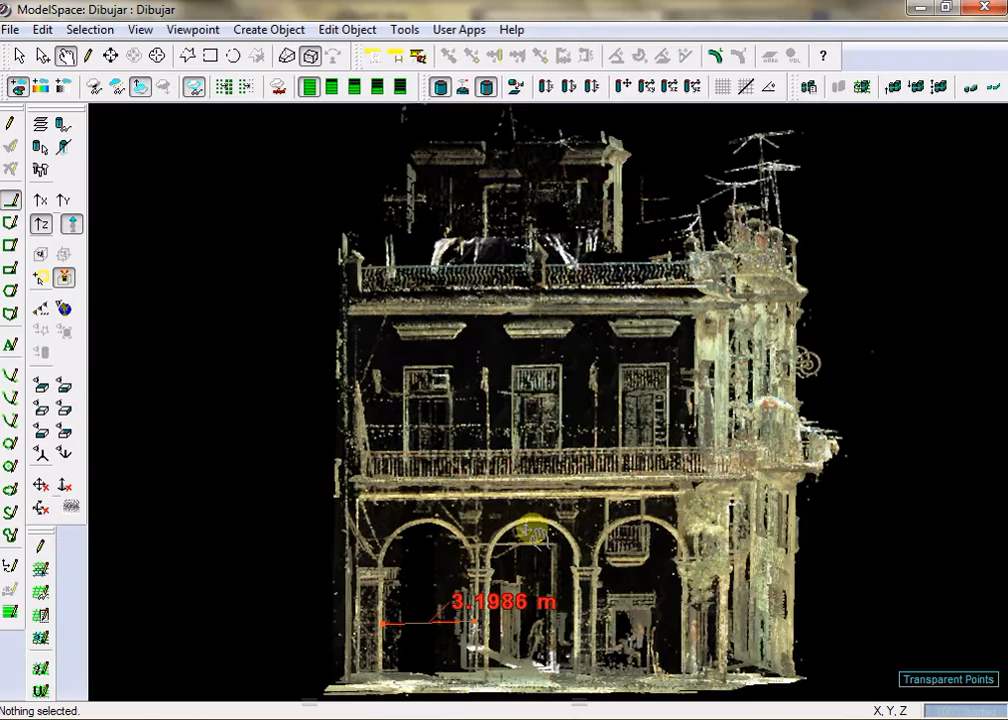 ModelSpace: Dibujar : Dibujar
File Edit View Viewpoint Create Object Edit Object Tools User Apps Help
X Y
Z
3.1986 m
Transparent Points
Nothing selected.
X, Y, Z